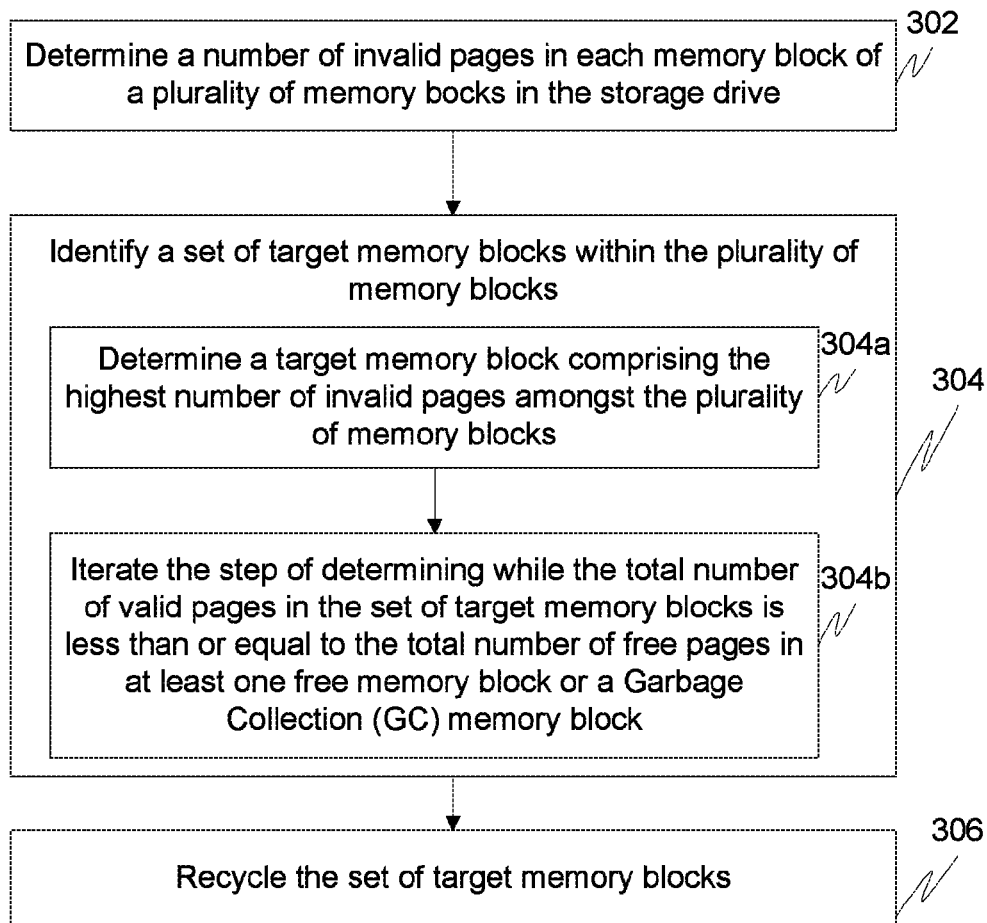 302
Determine a number of invalid pages in each memory block of
a plurality of memory bocks in the storage drive
Identify a set of target memory blocks within the plurality of
memory blocks
304a
Determine a target memory block comprising the
highest number of invalid pages amongst the plurality
of memory blocks
304
304b
Iterate the step of determining while the total number
of valid pages in the set of target memory blocks is
less than or equal to the total number of free pages in
at least one free memory block or a Garbage
Collection (GC) memory block
306
Recycle the set of target memory blocks